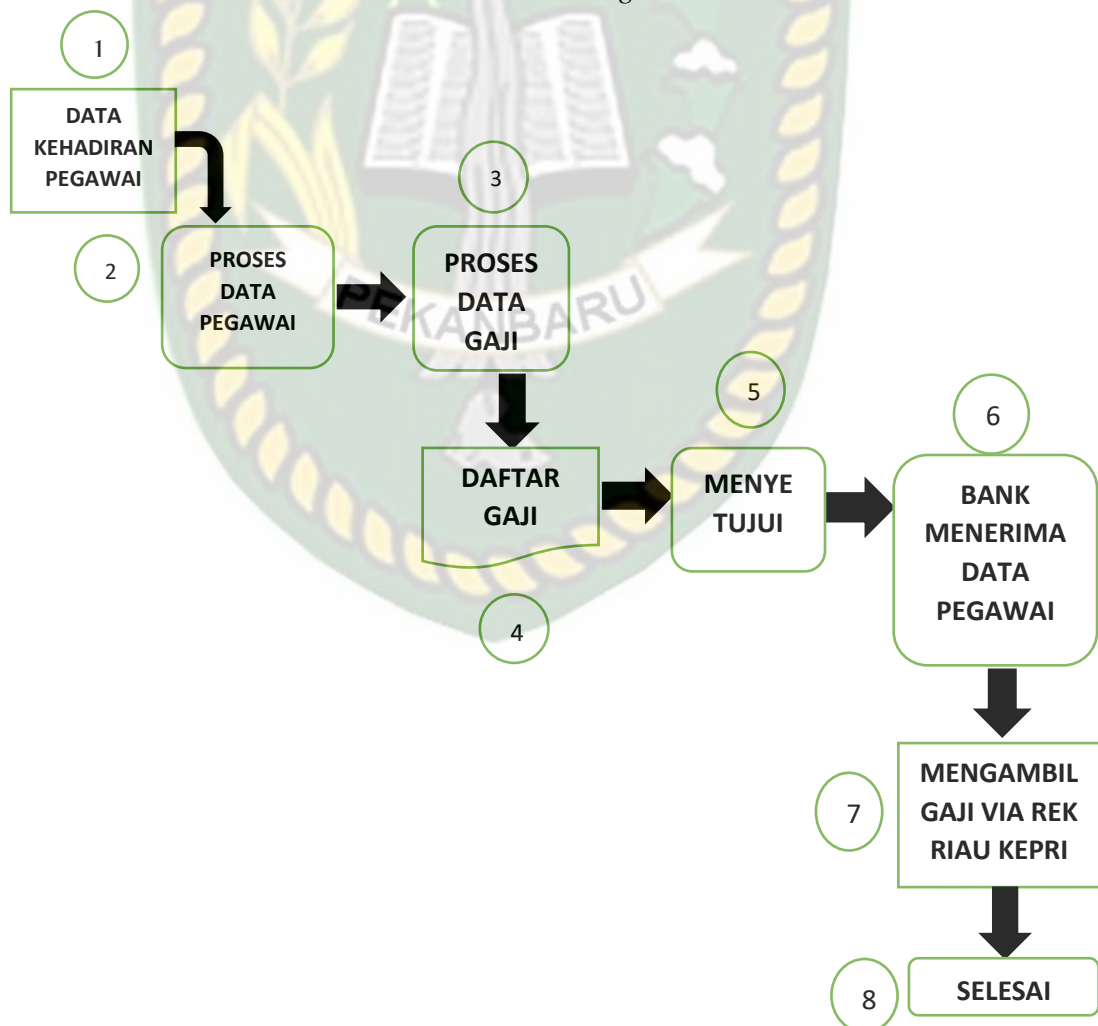 1
DATA
KEHADIRAN
PEGAWAI
2
PROSES
DATA
PEGAWAI
3
PROSES
DATA
GAJI
PEKANBARU
4
DAFTAR
GAJI
5
MENYE
TUJUI
6
BANK
MENERIMA
DATA
PEGAWAI
7
MENGAMBIL
GAJI VIA REK
RIAU KEPRI
8
SELESAI